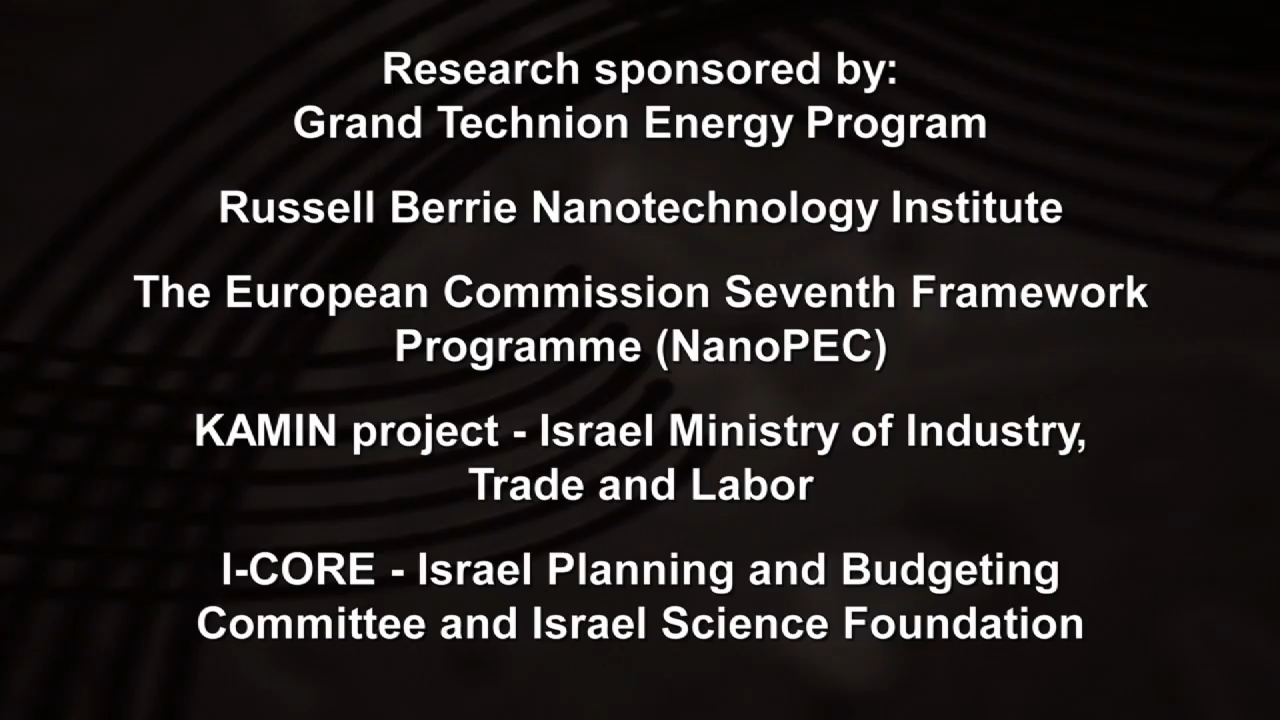 Research sponsored by:
Grand Technion Energy Program
Russell Berrie Nanotechnology Institute
The European Commission Seventh Framework
Programme (NanoPEC)
KAMIN project - Israel Ministry of Industry,
Trade and Labor
I-CORE - Israel Planning and Budgeting
Committee and Israel Science Foundation